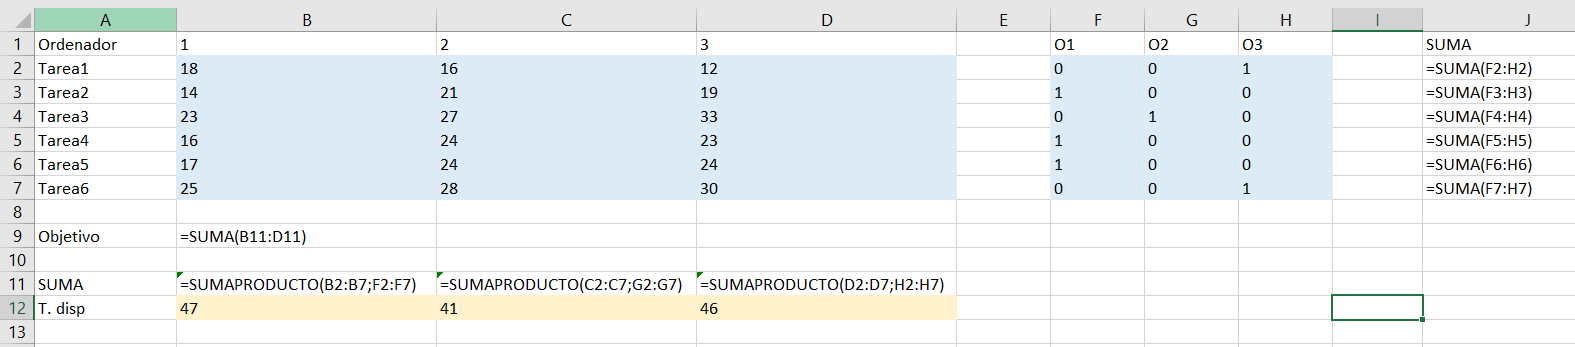 A B C D E F G H I J
1 Ordenador 1 2 3 O1 O2 O3 SUMA
2 Tarea1 18 16 12 0 0 1 =SUMA(F2:H2)
3 Tarea2 14 21 19 1 0 0 =SUMA(F3:H3)
4 Tarea3 23 27 33 0 1 0 =SUMA(F4:H4)
5 Tarea4 16 24 23 1 0 0 =SUMA(F5:H5)
6 Tarea5 17 24 24 1 0 0 =SUMA(F6:H6)
7 Tarea6 25 28 30 0 0 1 =SUMA(F7:H7)
8
9 Objetivo =SUMA(B11:D11)
10
11 SUMA =SUMAPRODUCTO(B2:B7;F2:F7) =SUMAPRODUCTO(C2:C7;G2:G7) =SUMAPRODUCTO(D2:D7;H2:H7)
12 T. disp 47 41 46
13